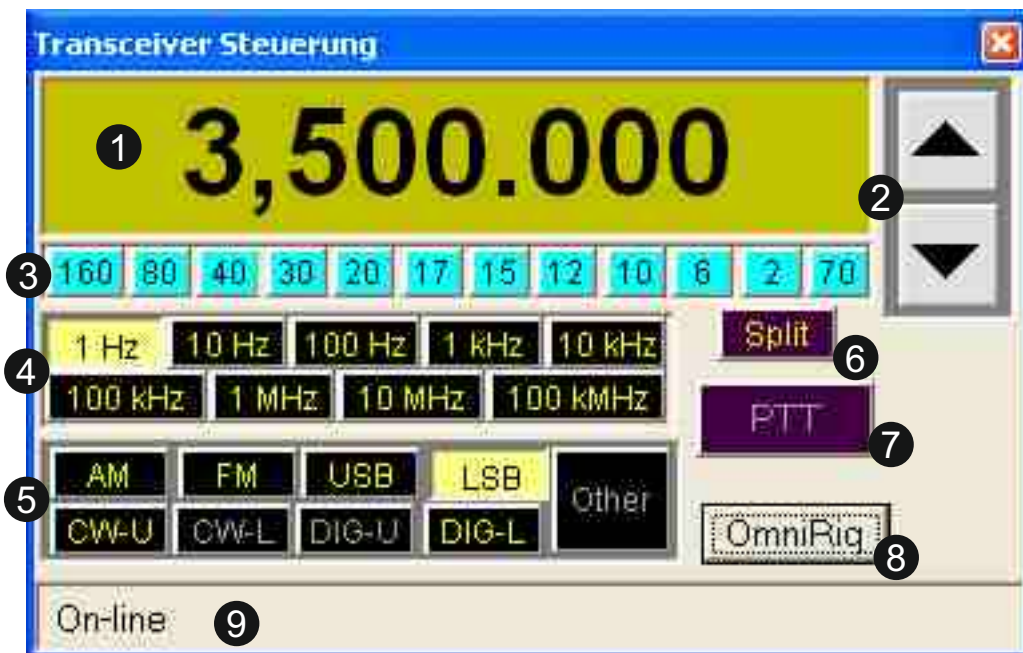 Transceiver Steuerung
1 3,500.000
2
3 160 80 40 30 20 17 15 12 10 6 2 70
4 1 Hz 10 Hz 100 Hz 1 kHz 10 kHz Split 6
100 kHz 1 MHz 10 MHz 100 kMHz PTT 7
5 AM FM USB LSB Other
CW-U CW-L DIG-U DIG-L OmniRig 8
On-line 9